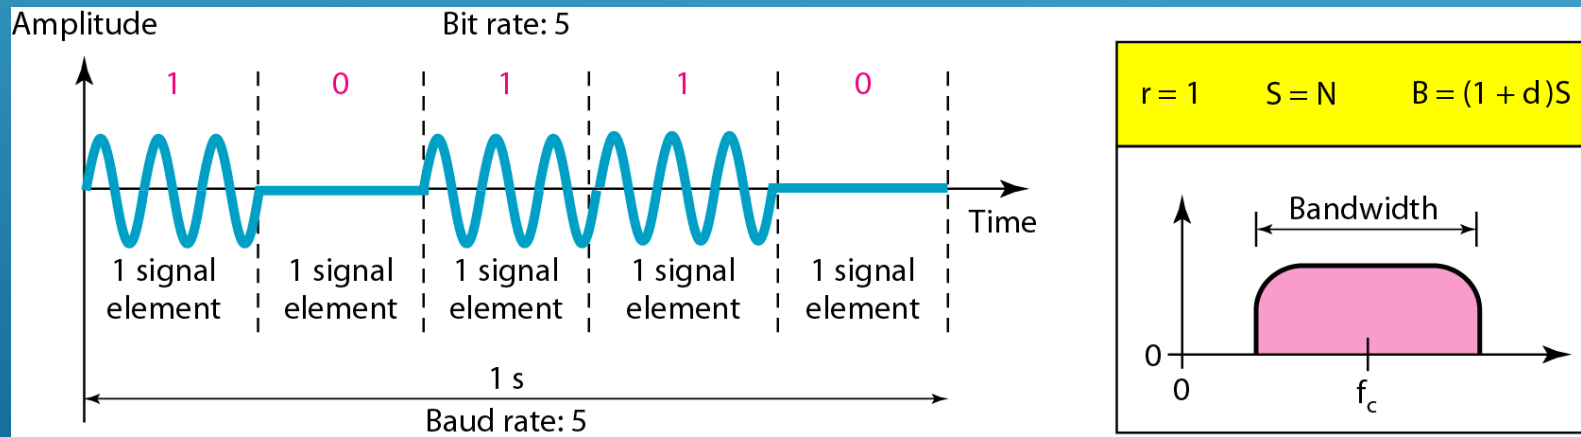 Amplitude
Bit rate: 5
1 0 1 1 0
1 signal element
1 signal element
1 signal element
1 signal element
1 signal element
Time
1 s
Baud rate: 5
r = 1 S = N B = (1 + d)S
Bandwidth
0
0
fc